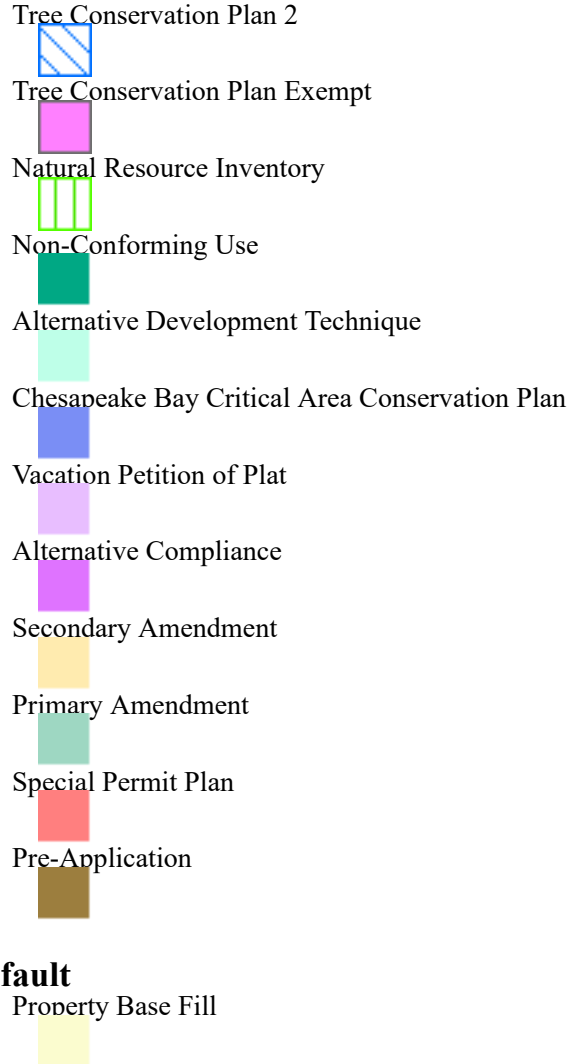 Tree Conservation Plan 2
Tree Conservation Plan Exempt
Natural Resource Inventory
Non-Conforming Use
Alternative Development Technique
Chesapeake Bay Critical Area Conservation Plan
Vacation Petition of Plat
Alternative Compliance
Secondary Amendment
Primary Amendment
Special Permit Plan
Pre-Application
fault
Property Base Fill